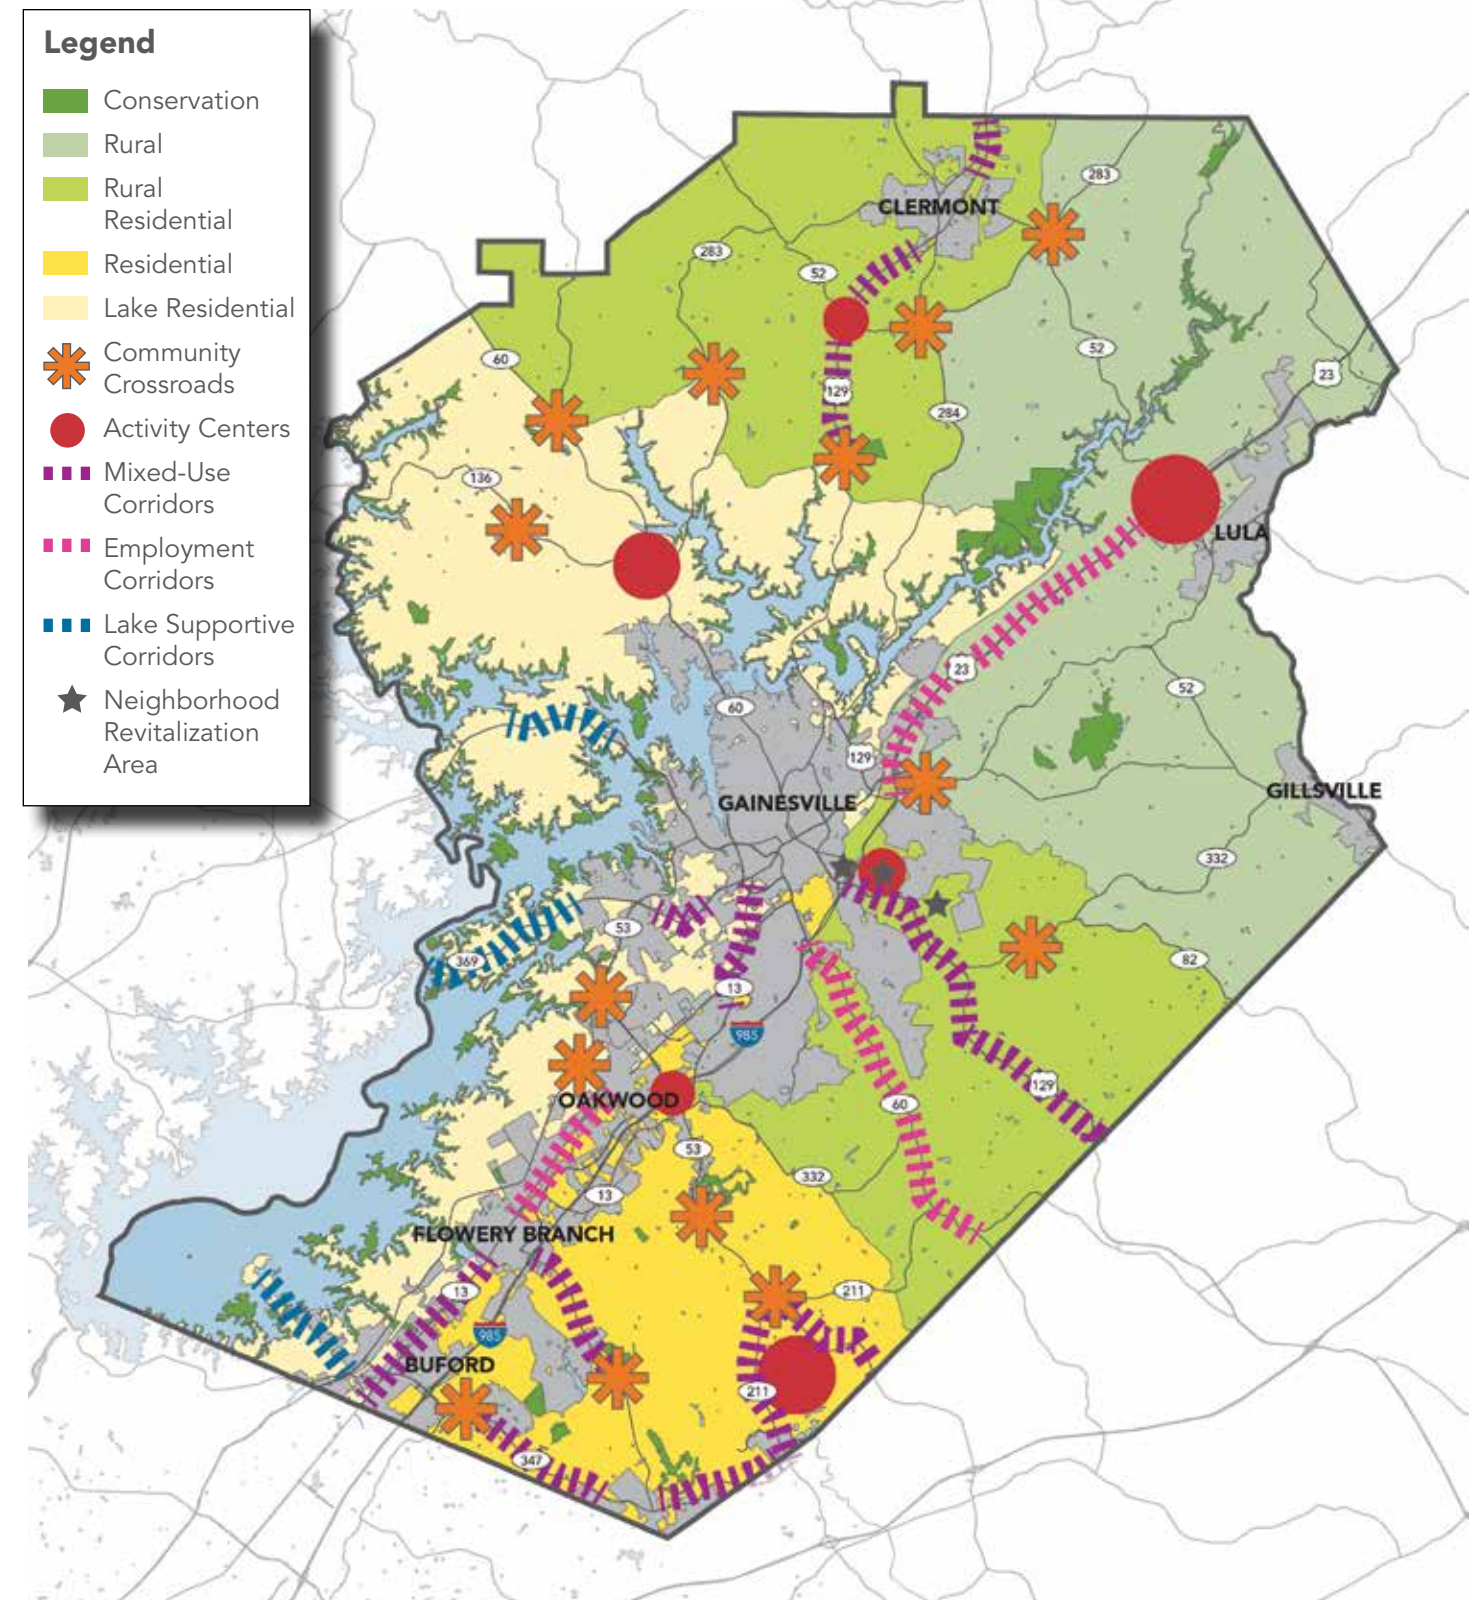 Legend
Conservation
Rural
Rural
Residential
Residential
Lake Residential
Community
Crossroads
Activity Centers
Mixed-Use
Corridors
Employment
Corridors
Lake Supportive
Corridors
Neighborhood
Revitalization
Area
283
CLERMONT
283
52
52
60
23
129
284
136
LULA
23
52
60
129
GILLSVILLE
GAINESVILLE
332
53
369
82
13
985
129
OAKWOOD
60
53
332
13
FLOWERY BRANCH
13
211
985
BUFORD
211
347